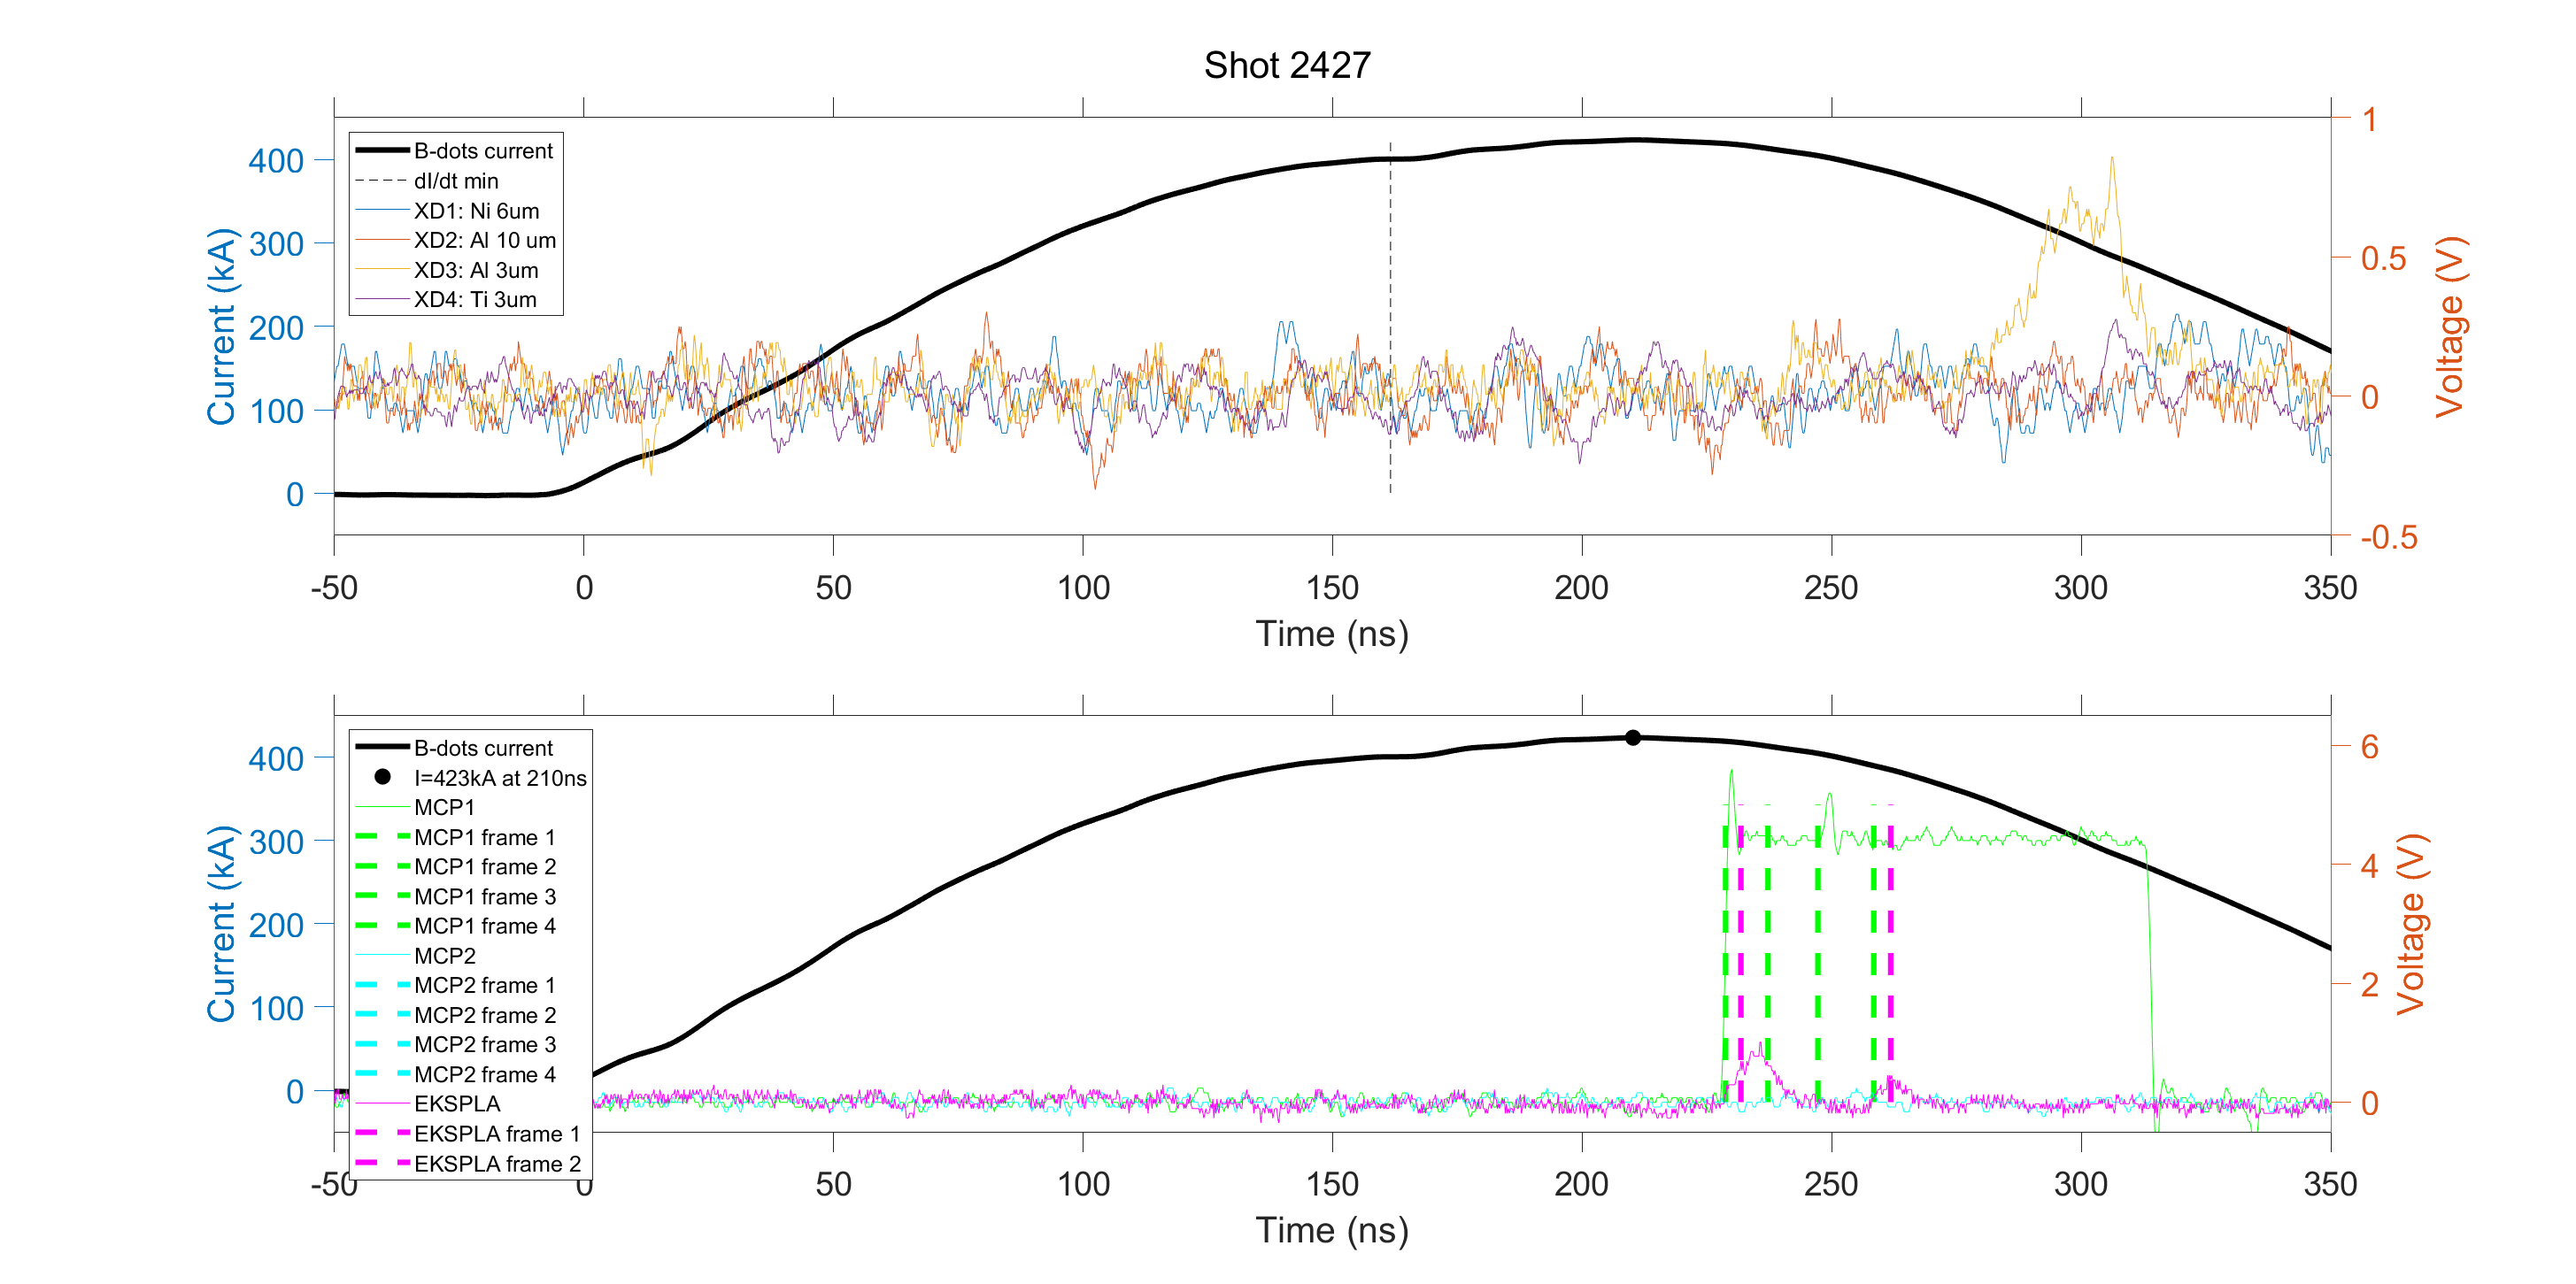 Shot 2427
1
400
300
200
100
0
Current (kA)
B-dots current
dI/dt min
XD1: Ni 6um
XD2: Al 10 um
XD3: Al 3um
XD4: Ti 3um
0.5
0
-0.5
Voltage (V)
-50 0 50 100 150 200 250 300 350
Time (ns)
400
300
200
100
0
Current (kA)
B-dots current
I=423kA at 210ns
MCP1
MCP1 frame 1
MCP1 frame 2
MCP1 frame 3
MCP1 frame 4
MCP2
MCP2 frame 1
MCP2 frame 2
MCP2 frame 3
MCP2 frame 4
EKSPLA
EKSPLA frame 1
EKSPLA frame 2
6
4
2
0
Voltage (V)
-50 0 50 100 150 200 250 300 350
Time (ns)